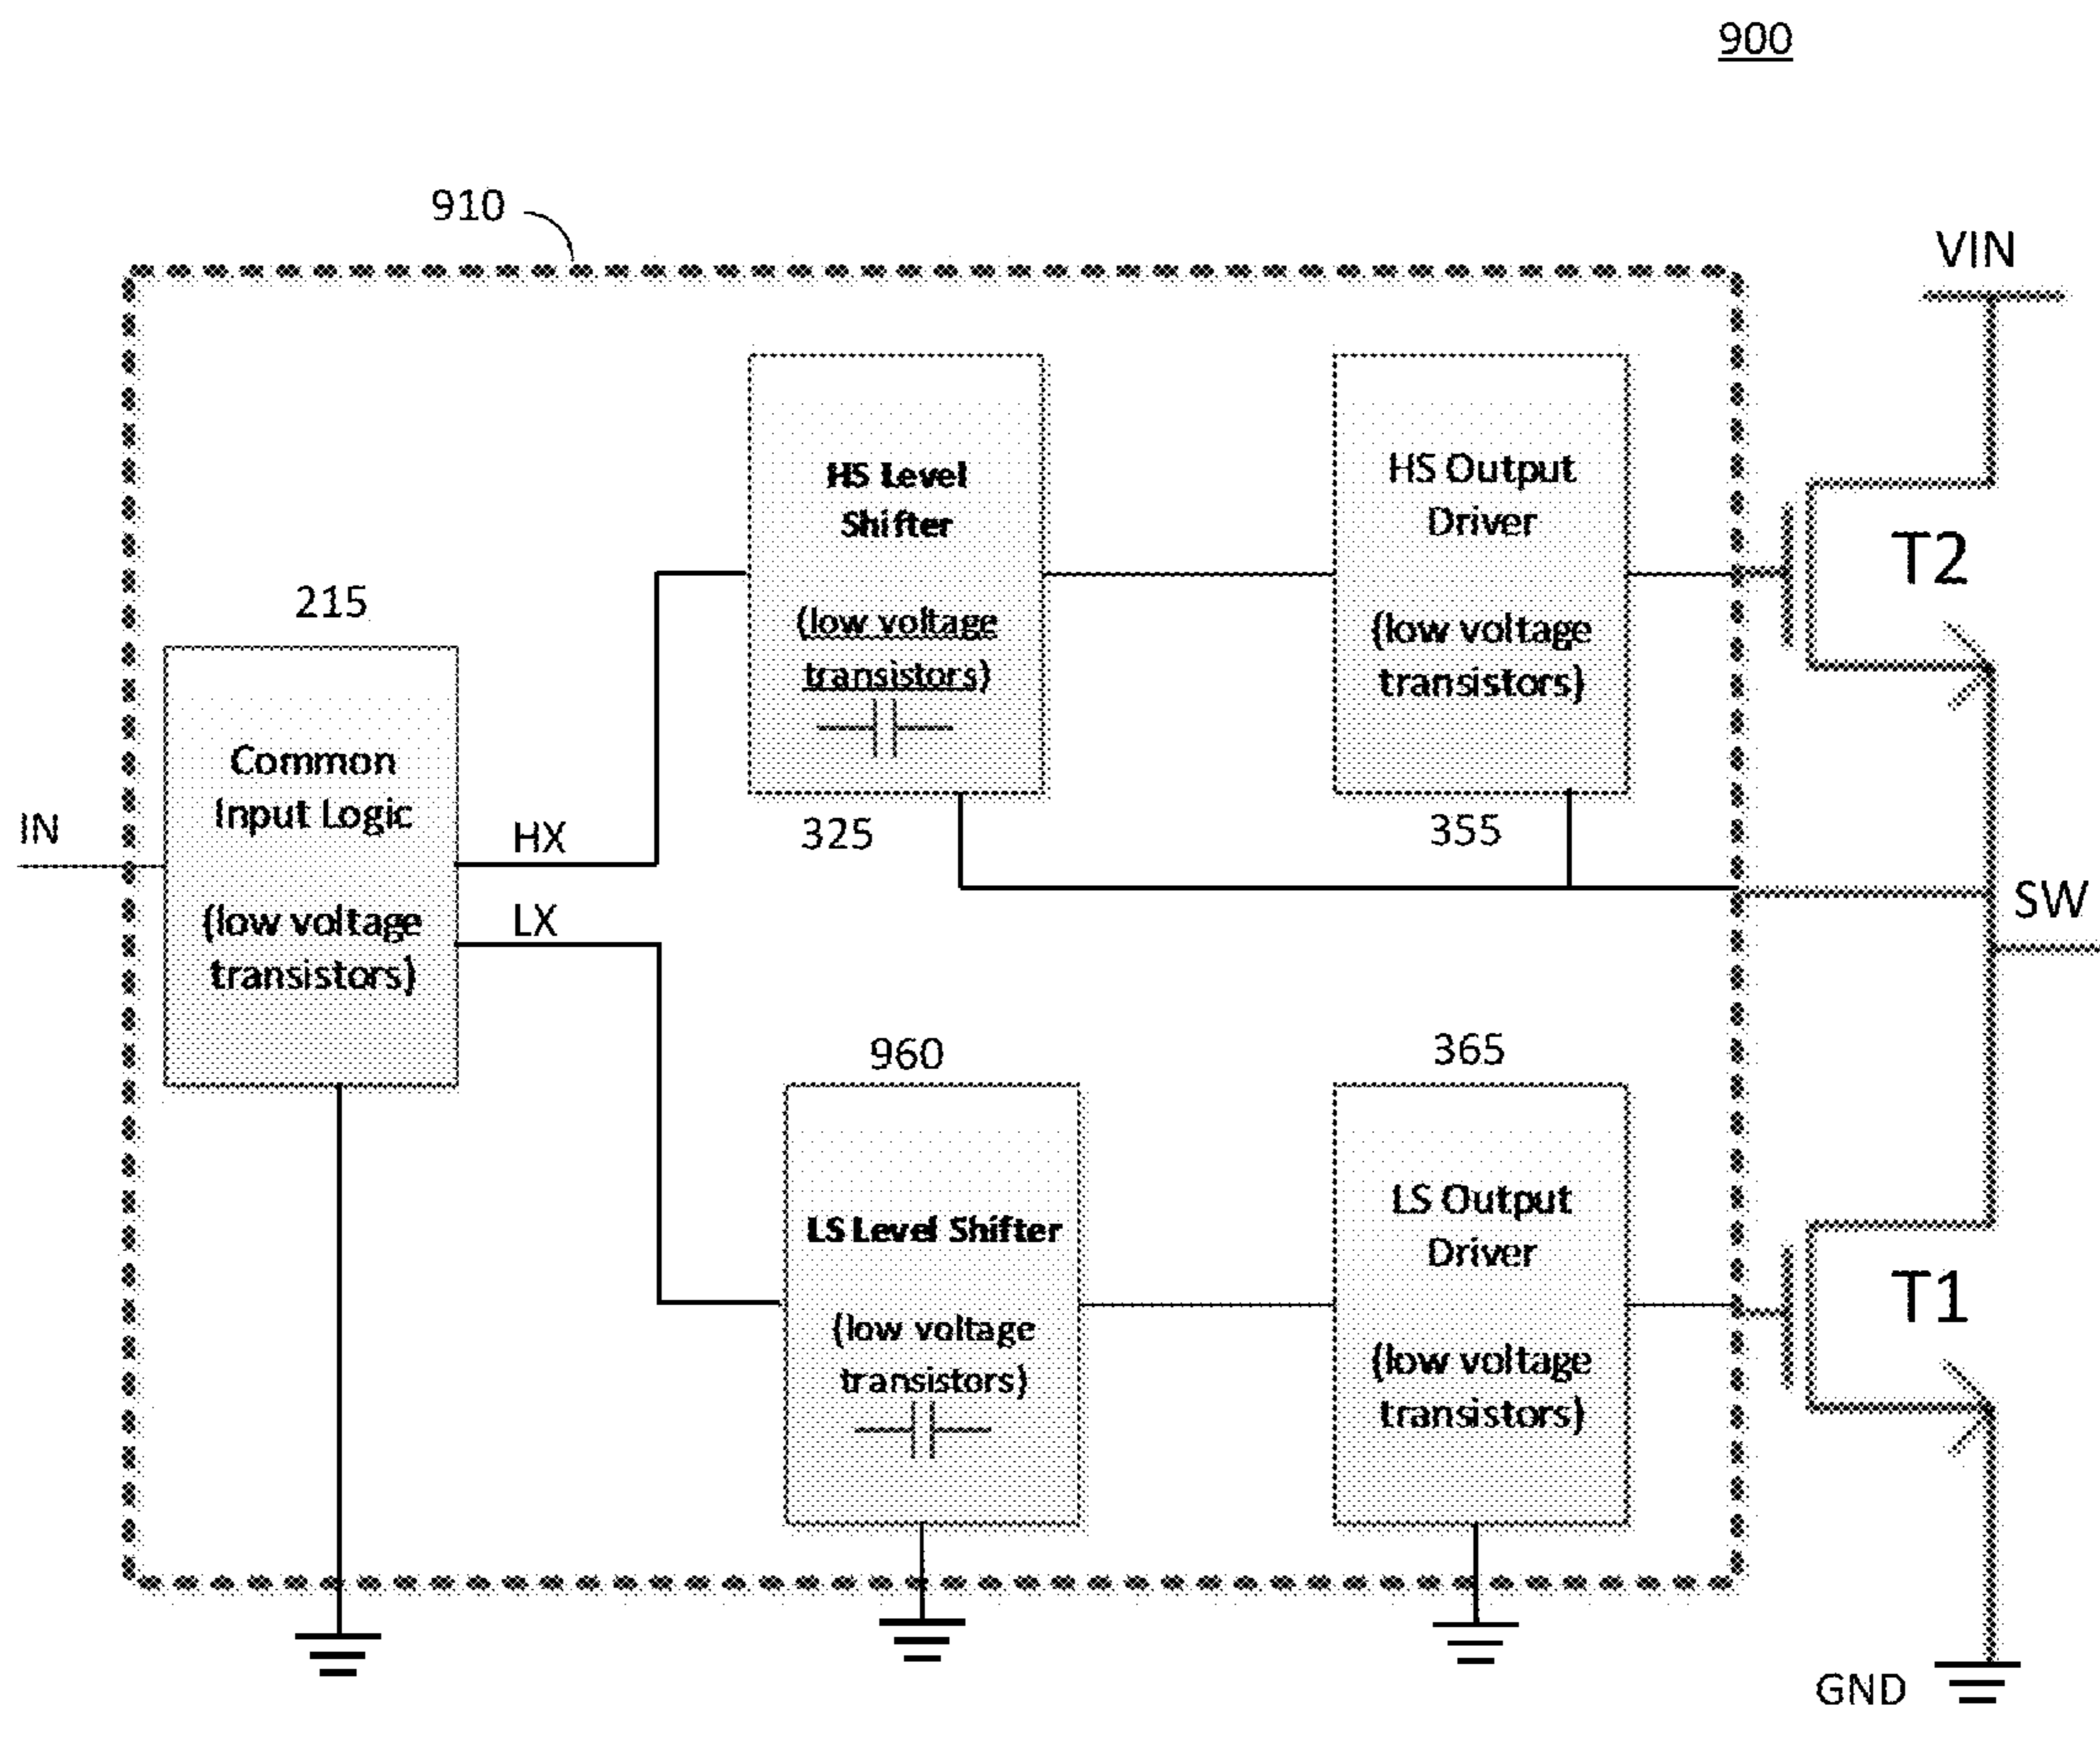 900
910
VIN
HS Level
Shifter
(low voltage
transistors)
HS Output
Driver
(low voltage
transistors)
T2
215
Common
Input Logic
(low voltage
transistors)
IN
HX
LX
325
355
SW
960
365
LS Level Shifter
(low voltage
transistors)
LS Output
Driver
(low voltage
transistors)
T1
GND